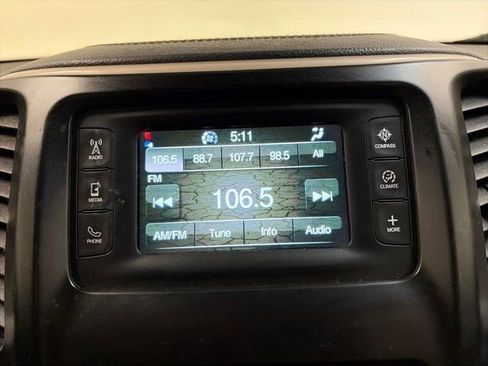 5:11
106.5 88.7 107.7 98.5 All
FM
106.5
AM/FM Tune Info Audio
RADIO
MEDIA
PHONE
N
COMPASS
CLIMATE
+
MORE